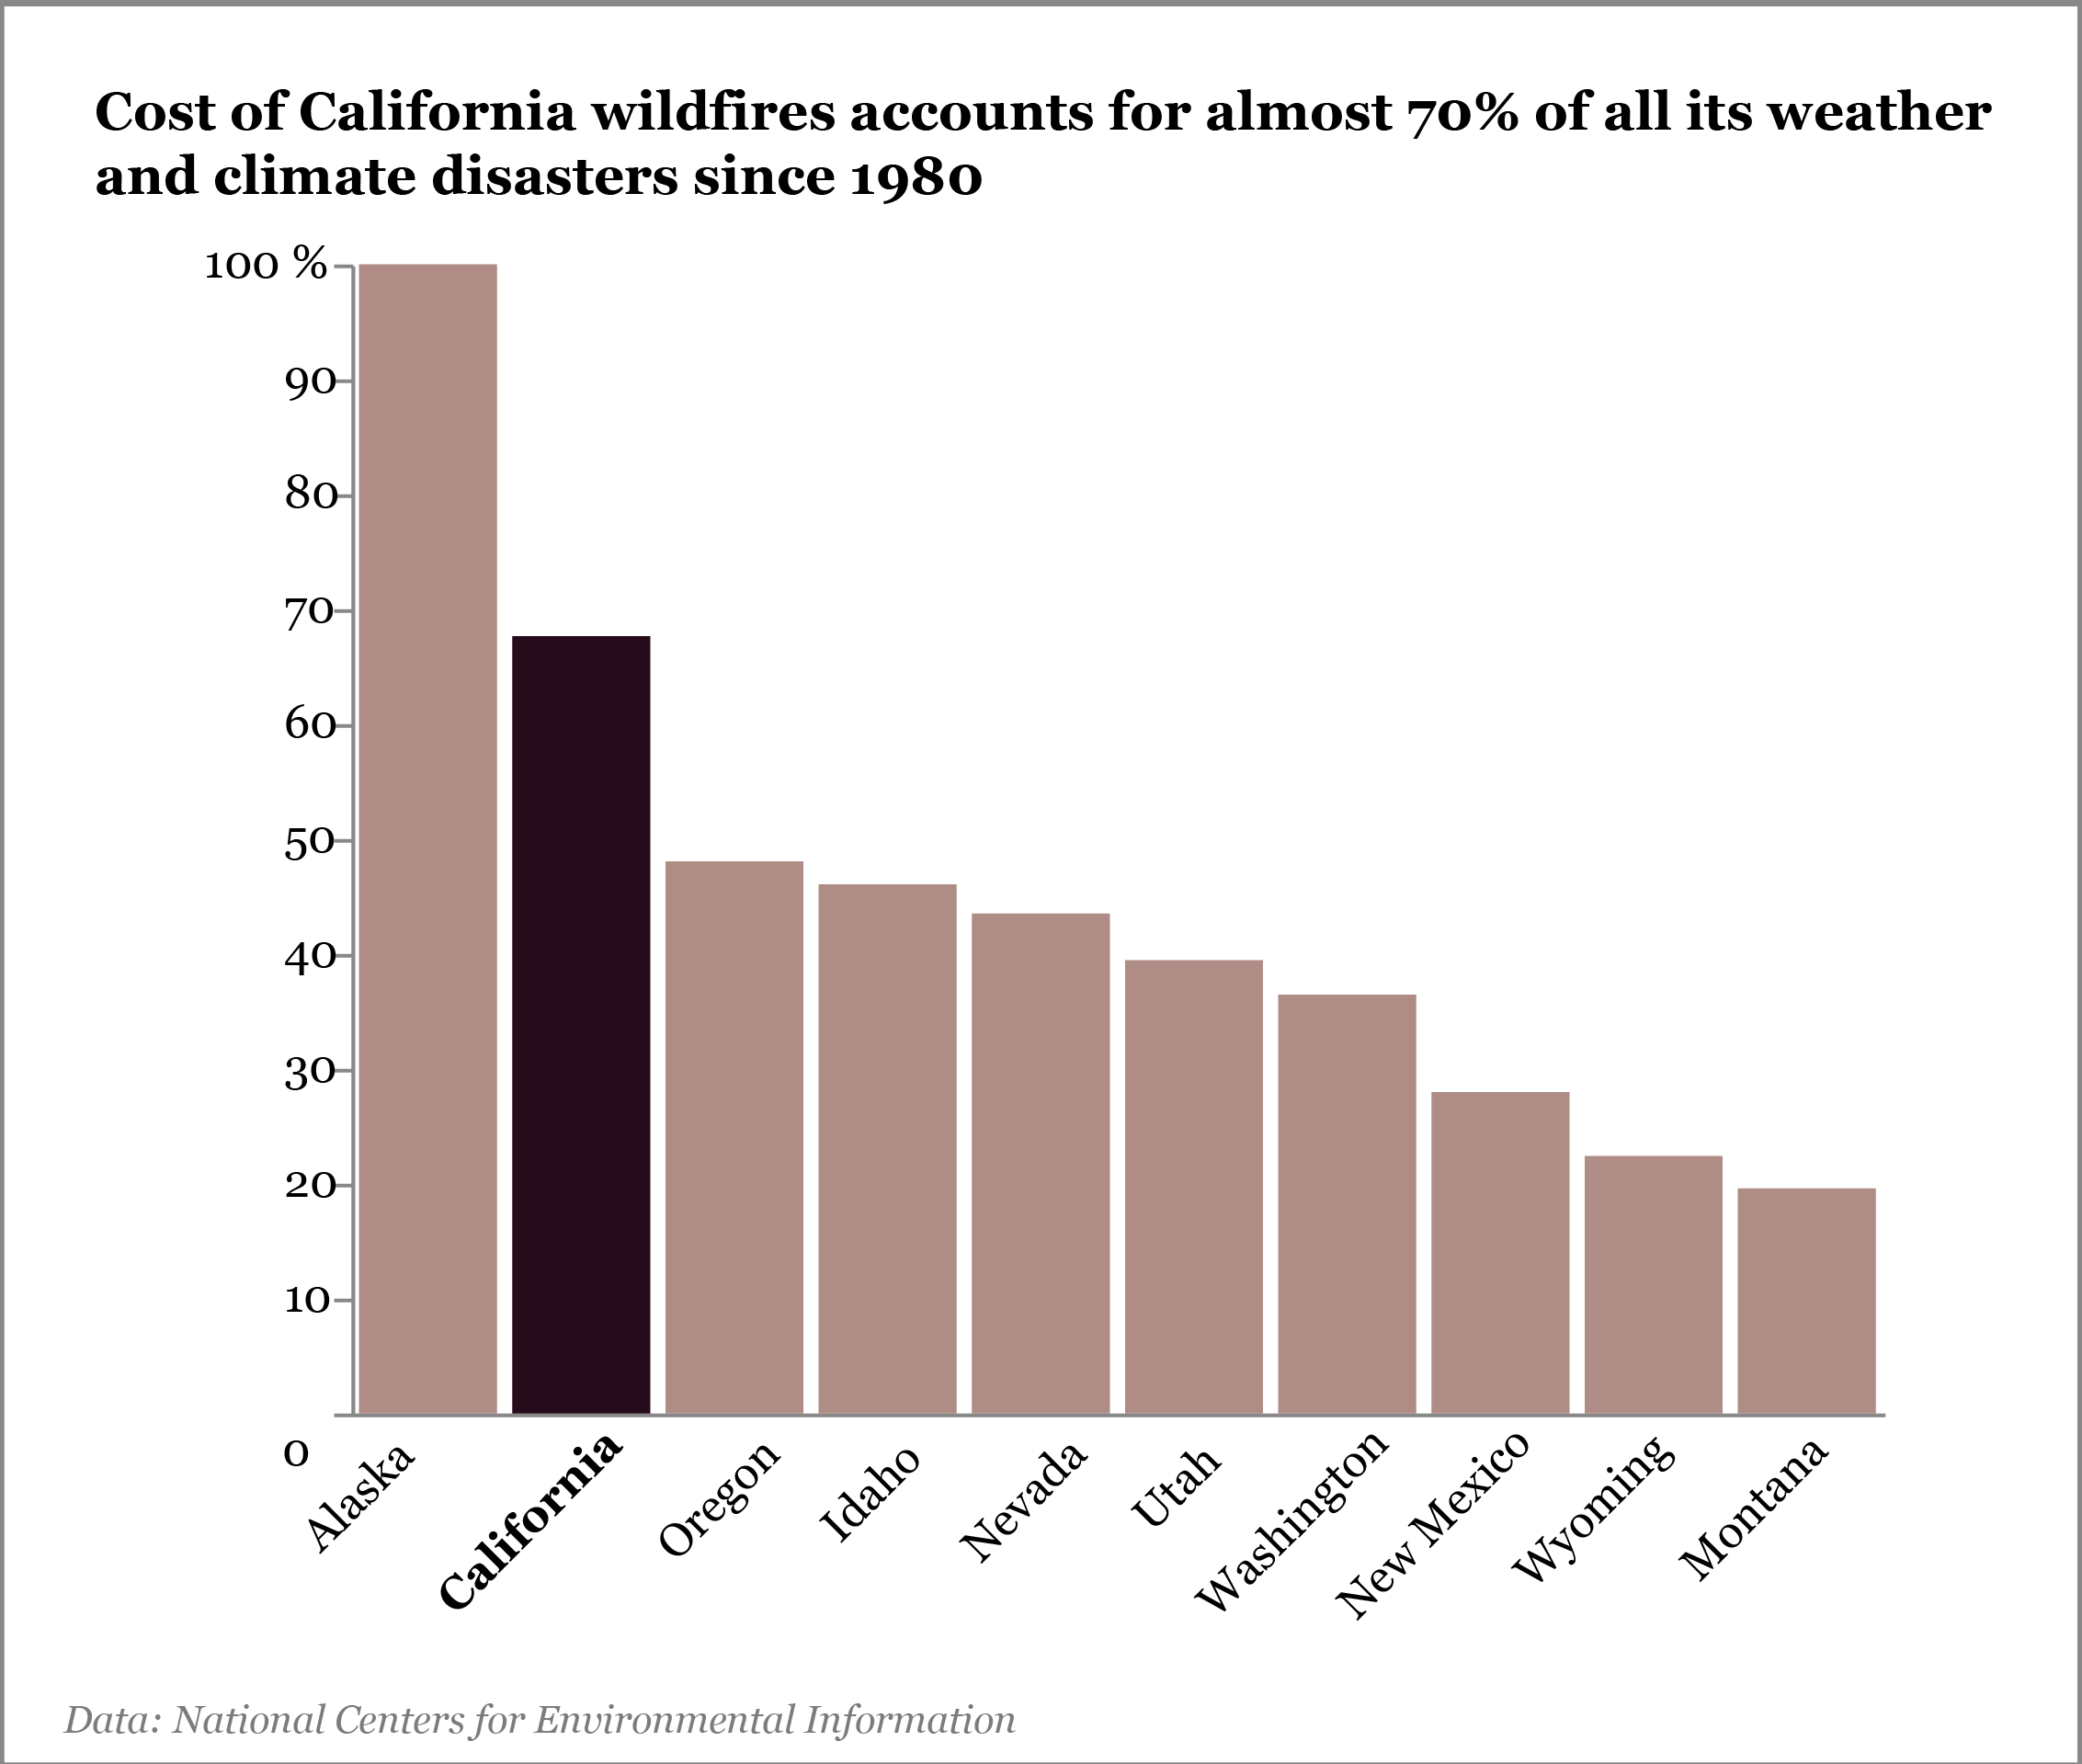 Cost of California wildfires accounts for almost 70% of all its weather
and climate disasters since 1980
100 %
90
80
70
60
50
40
30
20
10
0
Alaska
California
Oregon
Idaho
Nevada
Utah
Washington
New Mexico
Wyoming
Montana
Data: National Centers for Environmental Information